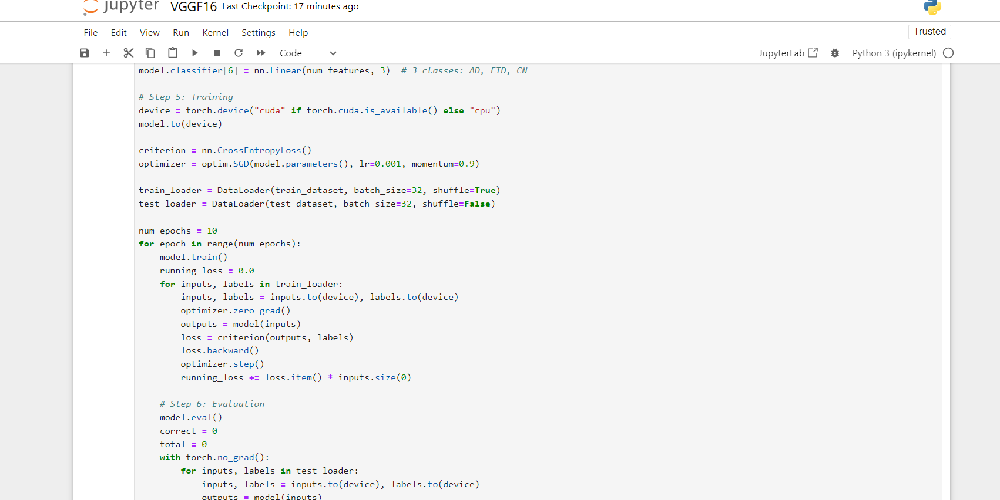 jupyter VGGF16 Last Checkpoint: 17 minutes ago
File Edit View Run Kernel Settings Help Trusted
Code JupyterLab Python 3 (ipykernel)
model.classifier[6] = nn.Linear(num_features, 3)  # 3 classes: AD, FTD, CN
# Step 5: Training
device = torch.device("cuda" if torch.cuda.is_available() else "cpu")
model.to(device)
criterion = nn.CrossEntropyLoss()
optimizer = optim.SGD(model.parameters(), lr=0.001, momentum=0.9)
train_loader = DataLoader(train_dataset, batch_size=32, shuffle=True)
test_loader = DataLoader(test_dataset, batch_size=32, shuffle=False)
num_epochs = 10
for epoch in range(num_epochs):
    model.train()
    running_loss = 0.0
    for inputs, labels in train_loader:
        inputs, labels = inputs.to(device), labels.to(device)
        optimizer.zero_grad()
        outputs = model(inputs)
        loss = criterion(outputs, labels)
        loss.backward()
        optimizer.step()
        running_loss += loss.item() * inputs.size(0)
    # Step 6: Evaluation
    model.eval()
    correct = 0
    total = 0
    with torch.no_grad():
        for inputs, labels in test_loader:
            inputs, labels = inputs.to(device), labels.to(device)
            outputs = model(inputs)